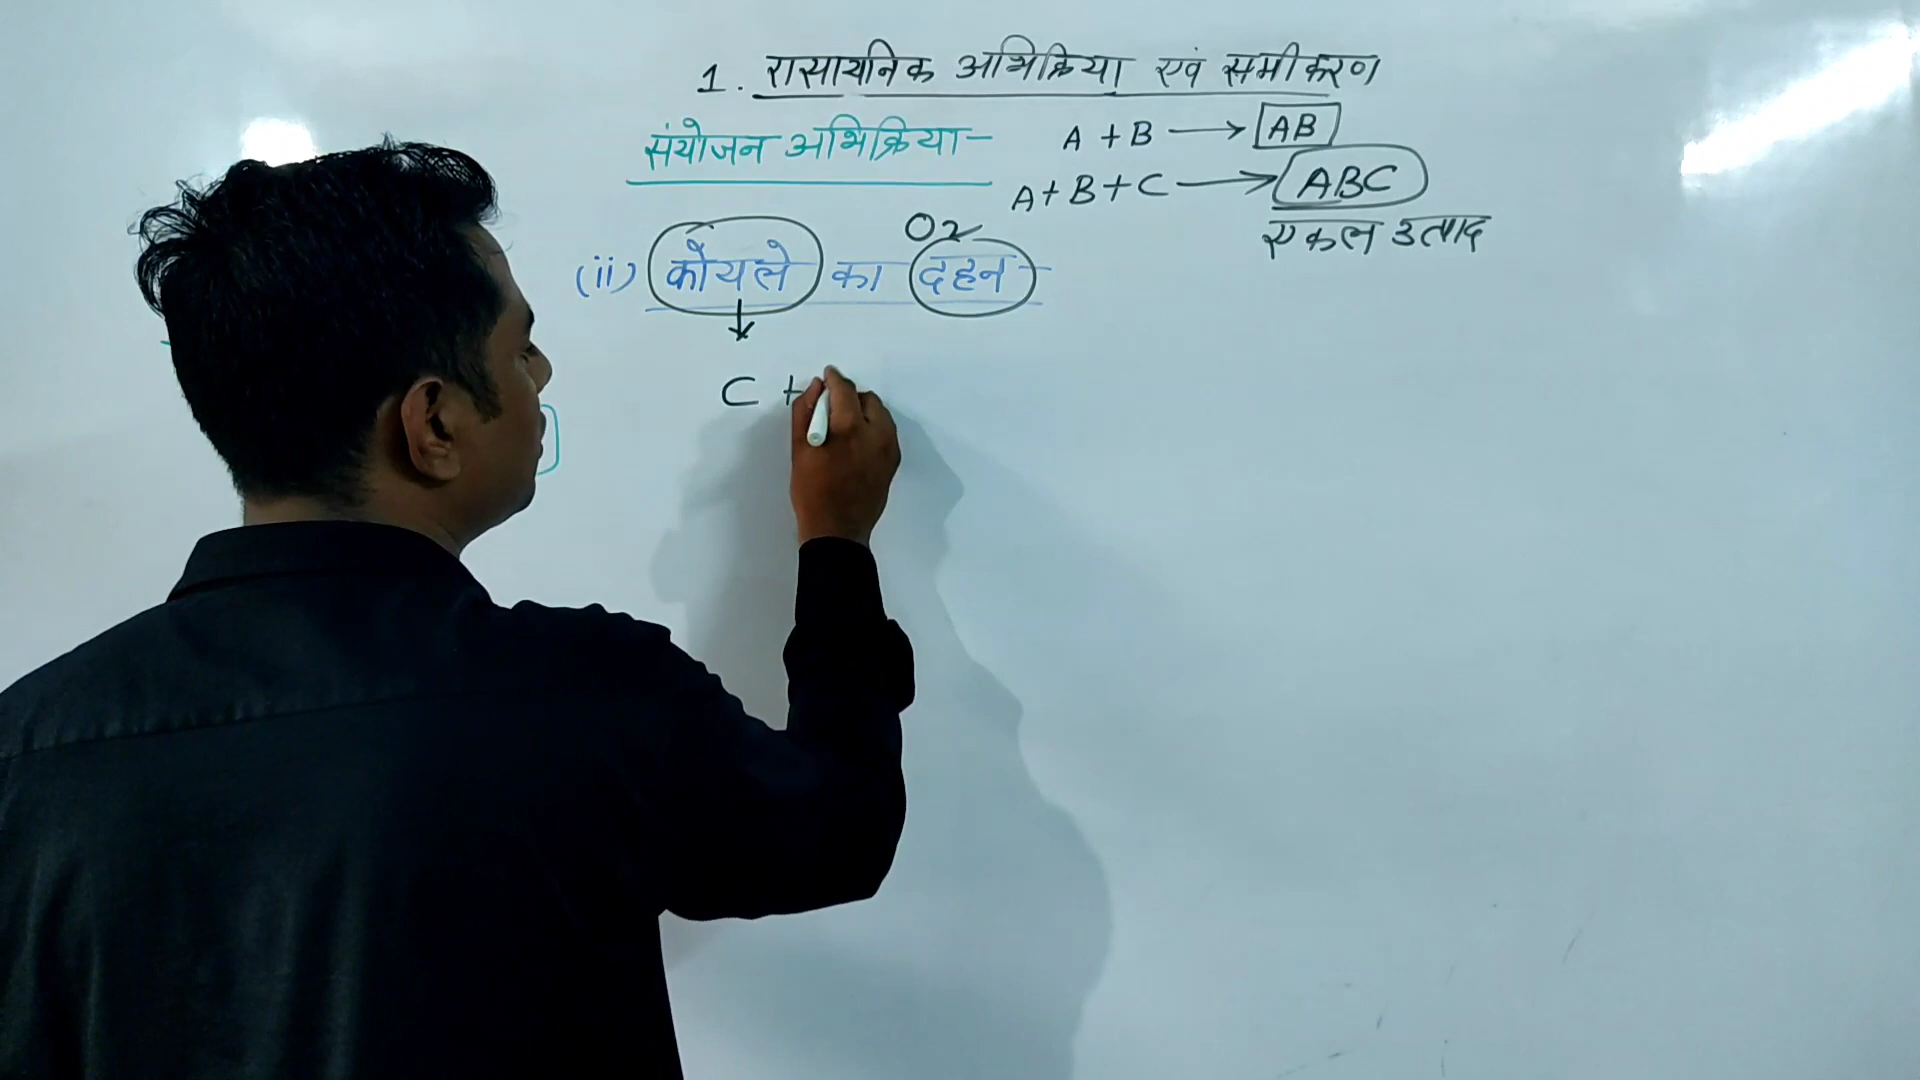 1. रासायनिक अभिक्रिया एवं समीकरण
संयोजन अभिक्रिया- A + B → AB
A + B + C → ABC
एकल उत्पाद
O2
(ii) कोयले का दहन-
C +